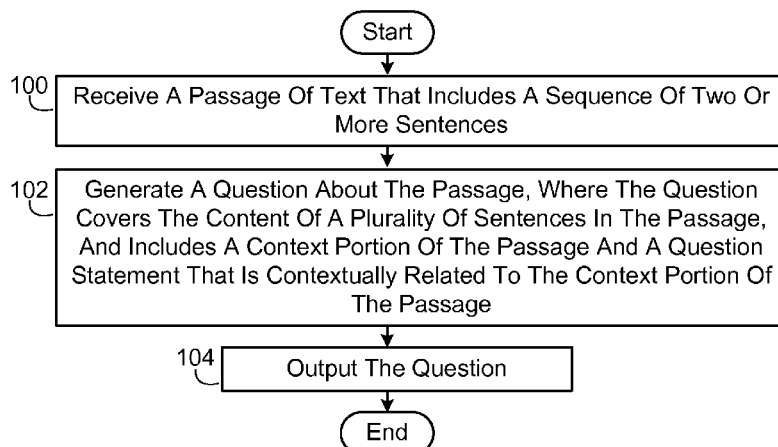 Start
100
Receive A Passage Of Text That Includes A Sequence Of Two Or
More Sentences
102
Generate A Question About The Passage, Where The Question
Covers The Content Of A Plurality Of Sentences In The Passage,
And Includes A Context Portion Of The Passage And A Question
Statement That Is Contextually Related To The Context Portion Of
The Passage
104
Output The Question
End